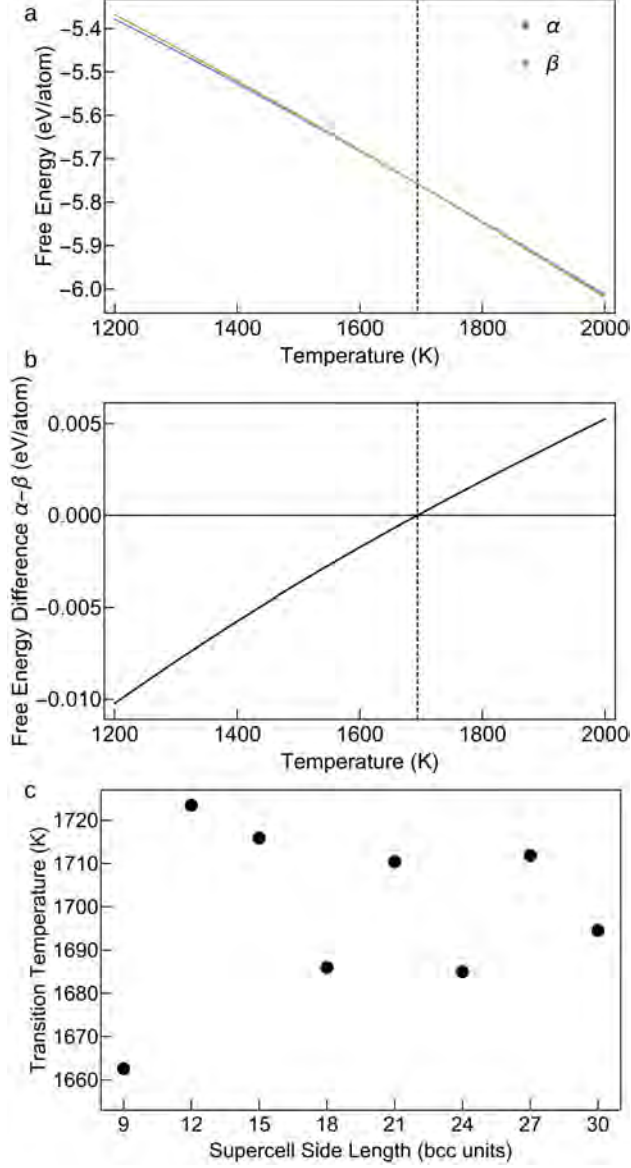 a
Free Energy (eV/atom)
−5.4
−5.5
−5.6
−5.7
−5.8
−5.9
−6.0
α
β
1200 1400 1600 1800 2000
Temperature (K)
b
Free Energy Difference α−β (eV/atom)
0.005
0.000
−0.005
−0.010
1200 1400 1600 1800 2000
Temperature (K)
c
Transition Temperature (K)
1720
1710
1700
1690
1680
1670
1660
9 12 15 18 21 24 27 30
Supercell Side Length (bcc units)